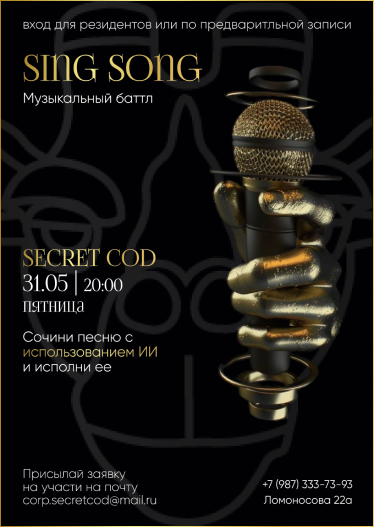 вход для резидентов или по предваритльной записи
SING SONG
Музыкальный баттл
SECRET COD
31.05 | 20:00
пятница
Сочини песню с
использованием ИИ
и исполни ее
Присылай заявку
на участи на почту
corp.secretcod@mail.ru
+7 (987) 333-73-93
Ломоносова 22а